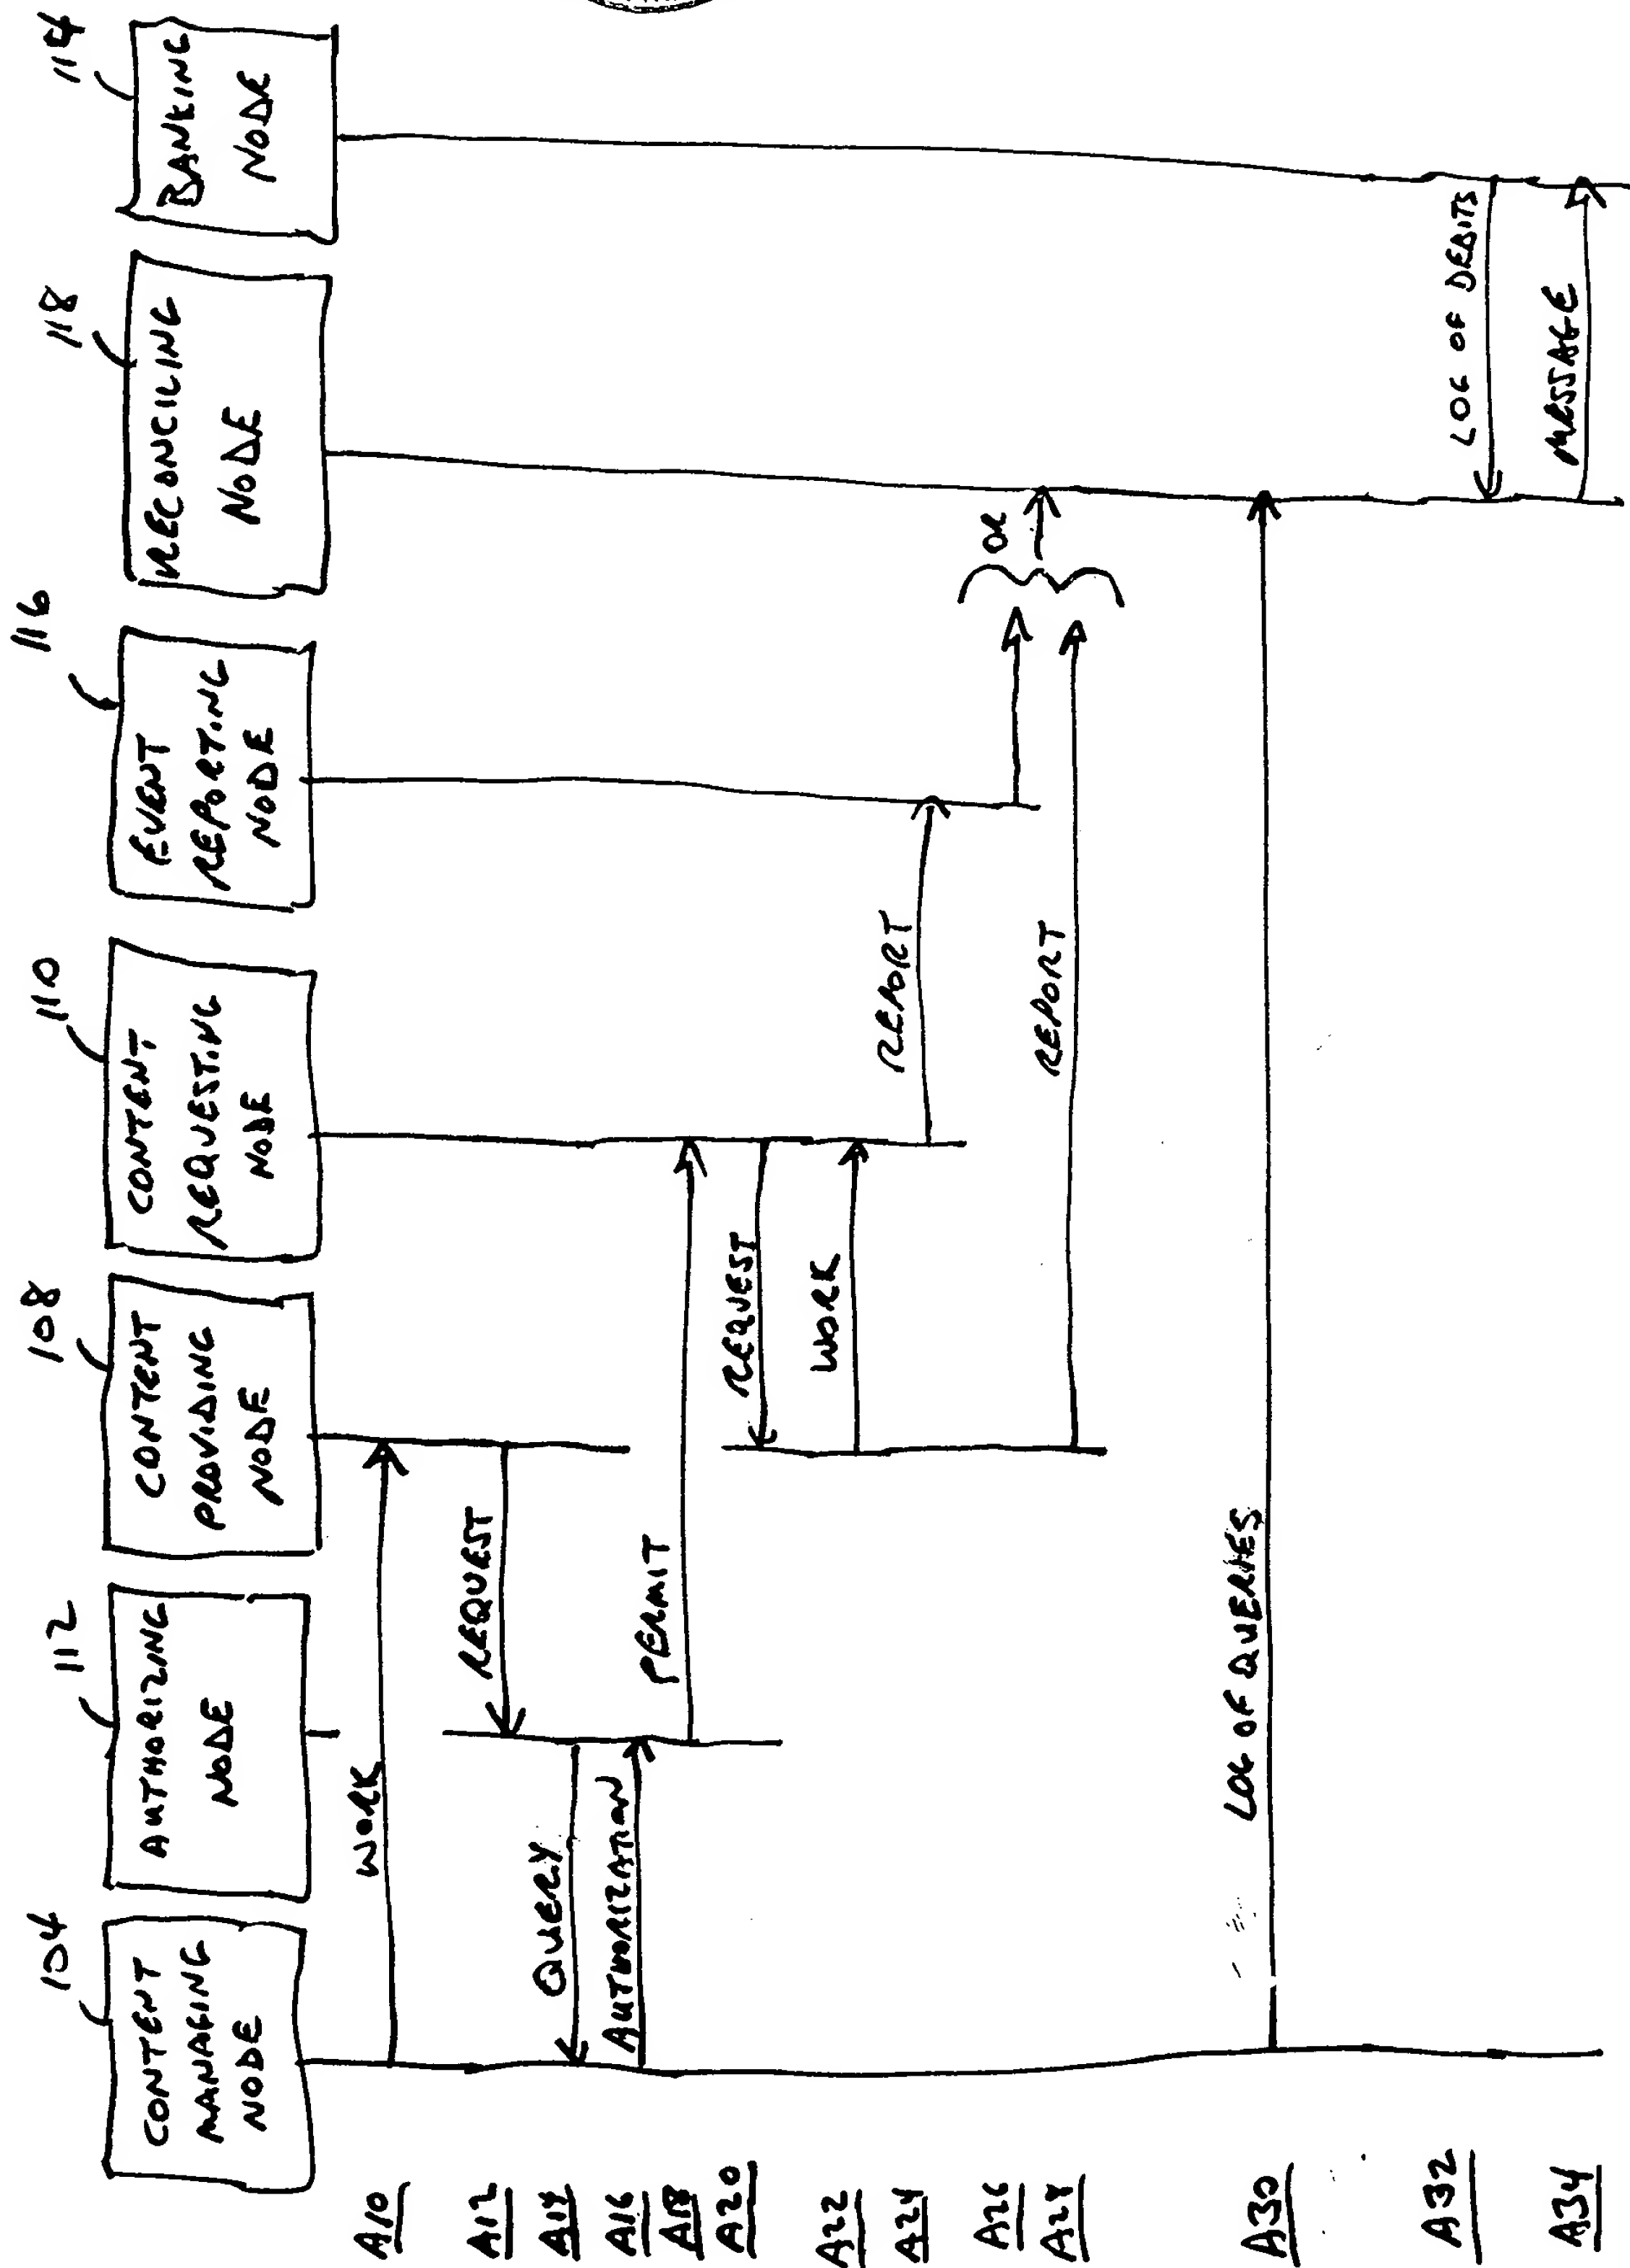 104
CONTENT
MANAGING
NODE
112
AUTHORIZING
NODE
108
CONTENT
PROVIDING
NODE
110
CONTENT
REQUESTING
NODE
116
EVENT
REPORTING
NODE
118
RECONCILING
NODE
114
BANKING
NODE
A10
WORK
A12
REQUEST
A14
QUERY
A16
AUTHORIZATION
A18
PERMIT
A20
REQUEST
A22
WORK
A24
REPORT
A26
OR
A28
REPORT
A30
LOG OF QUERIES
A32
LOG OF DEBITS
A34
MESSAGE